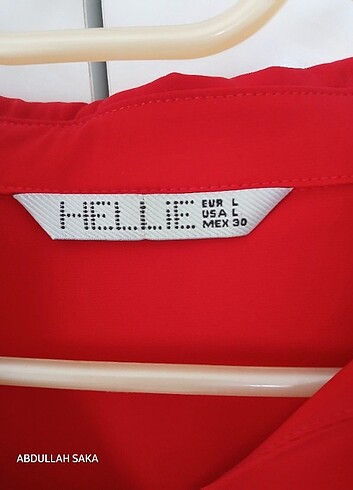 HELLIE
EUR L
USA L
MEX 30
ABDULLAH SAKA